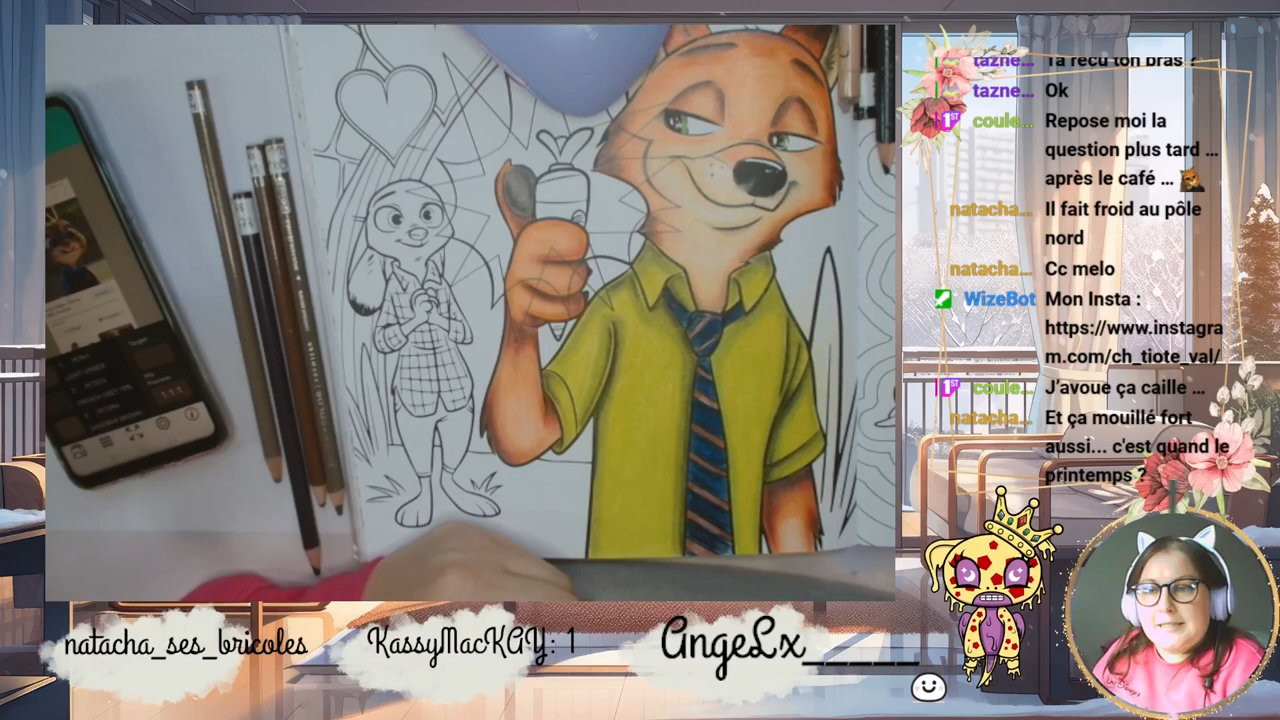 tazne... T'a reçu ton bras ?
tazne... Ok
coule... Repose moi la
question plus tard ...
après le café ...
natacha... Il fait froid au pôle
nord
natacha... Cc melo
WizeBot Mon Insta :
https://www.instagra
m.com/ch_tiote_val/
coule... J'avoue ça caille ...
natacha... Et ça mouillé fort
aussi... c'est quand le
printemps ?
natacha_ses_bricoles
KassyMacKAY: 1
AngeLx_____